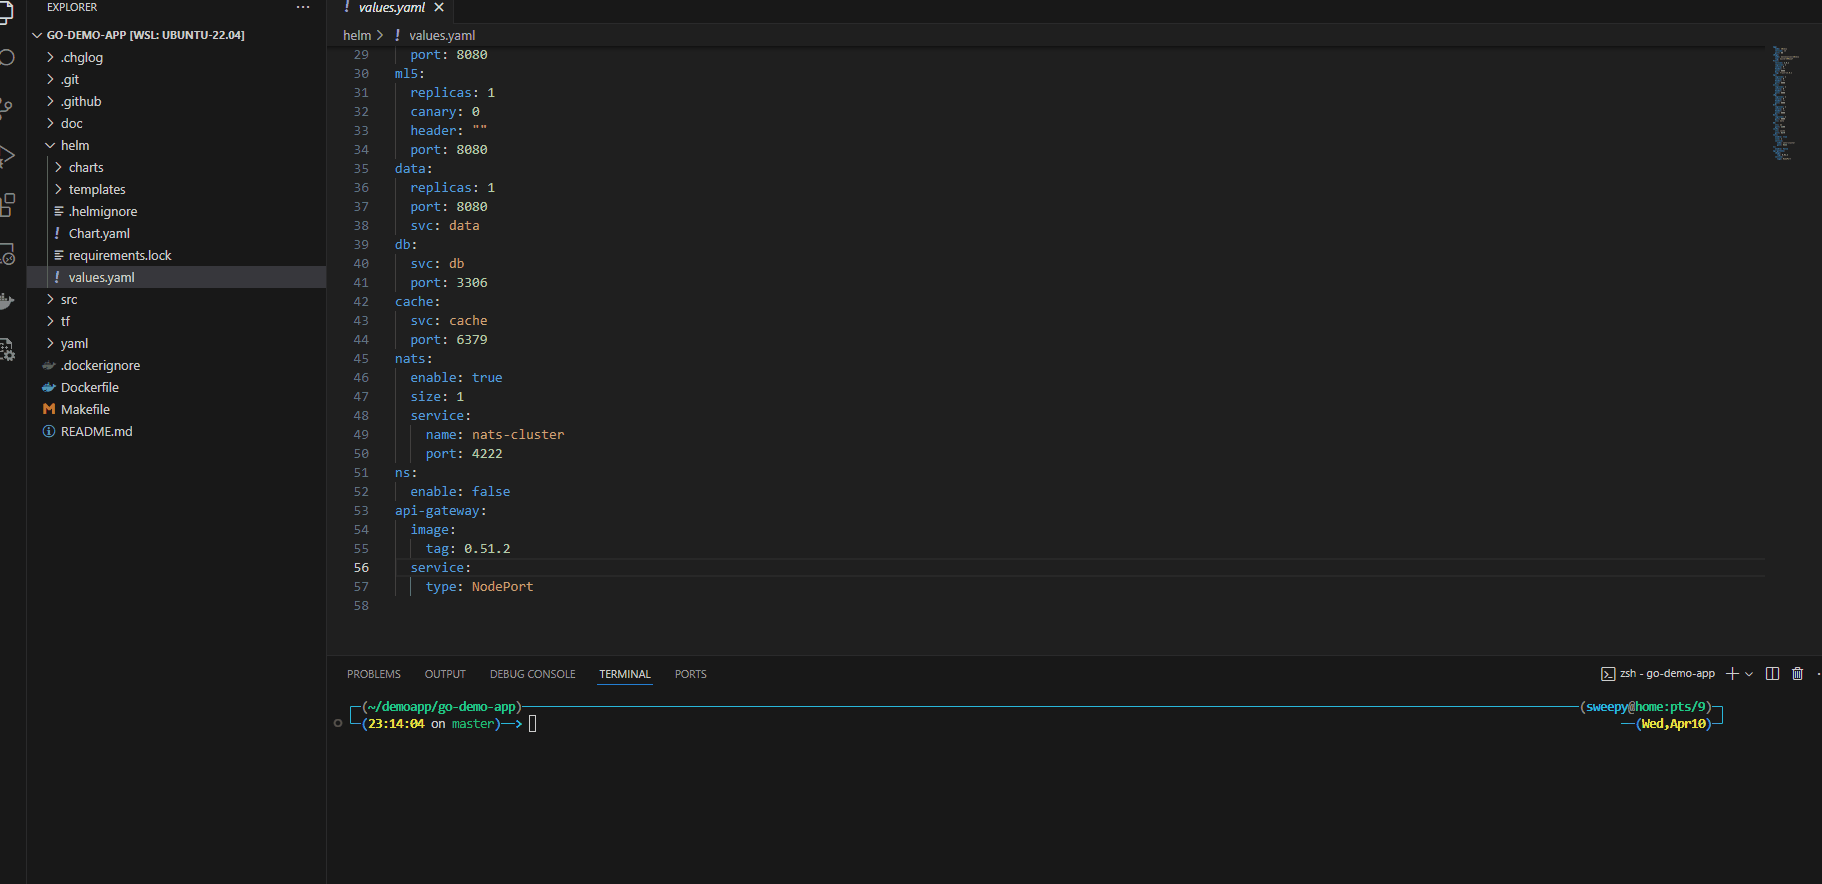 EXPLORER
GO-DEMO-APP [WSL: UBUNTU-22.04]
.chglog
.git
.github
doc
helm
charts
templates
.helmignore
Chart.yaml
requirements.lock
values.yaml
src
tf
yaml
.dockerignore
Dockerfile
Makefile
README.md
values.yaml
helm > ! values.yaml
29 port: 8080
30 ml5:
31 replicas: 1
32 canary: 0
33 header: ""
34 port: 8080
35 data:
36 replicas: 1
37 port: 8080
38 svc: data
39 db:
40 svc: db
41 port: 3306
42 cache:
43 svc: cache
44 port: 6379
45 nats:
46 enable: true
47 size: 1
48 service:
49 name: nats-cluster
50 port: 4222
51 ns:
52 enable: false
53 api-gateway:
54 image:
55 tag: 0.51.2
56 service:
57 type: NodePort
58
PROBLEMS OUTPUT DEBUG CONSOLE TERMINAL PORTS
zsh - go-demo-app
(~/demoapp/go-demo-app) (sweepy@home:pts/9)
(23:14:04 on master)──> (Wed,Apr10)